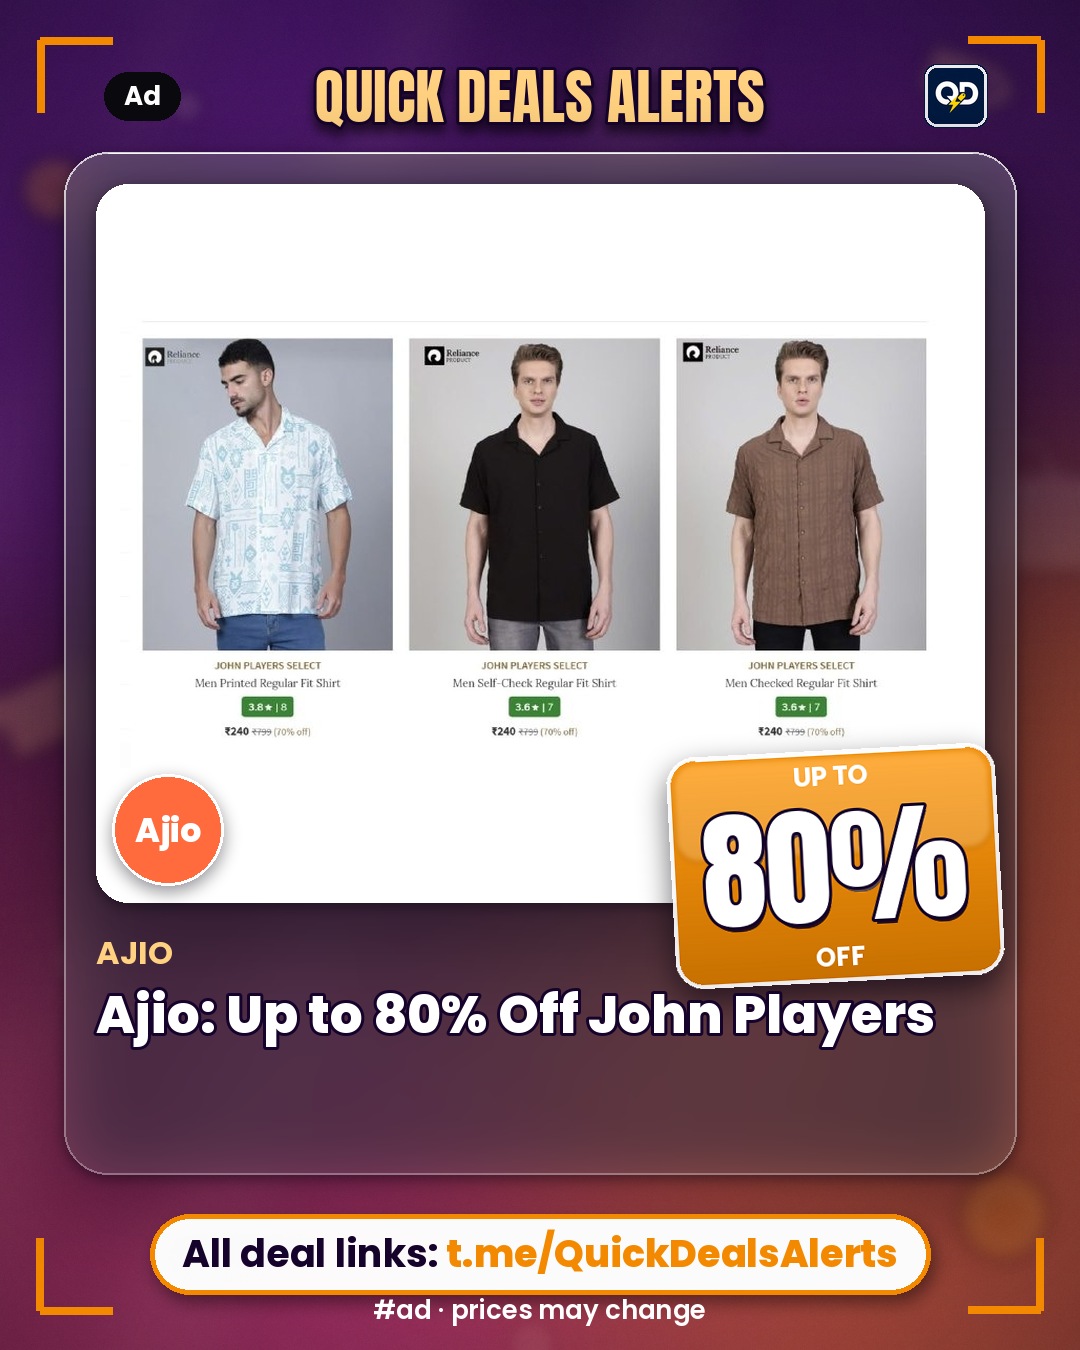 Ad
QUICK DEALS ALERTS
QD
Reliance
PRODUCT
Reliance
PRODUCT
Reliance
PRODUCT
JOHN PLAYERS SELECT
Men Printed Regular Fit Shirt
3.8★ | 8
₹240 ₹799 (70% off)
JOHN PLAYERS SELECT
Men Self-Check Regular Fit Shirt
3.6★ | 7
₹240 ₹799 (70% off)
JOHN PLAYERS SELECT
Men Checked Regular Fit Shirt
3.6★ | 7
₹240 ₹799 (70% off)
Ajio
UP TO
80%
OFF
AJIO
Ajio: Up to 80% Off John Players
All deal links: t.me/QuickDealsAlerts
#ad · prices may change